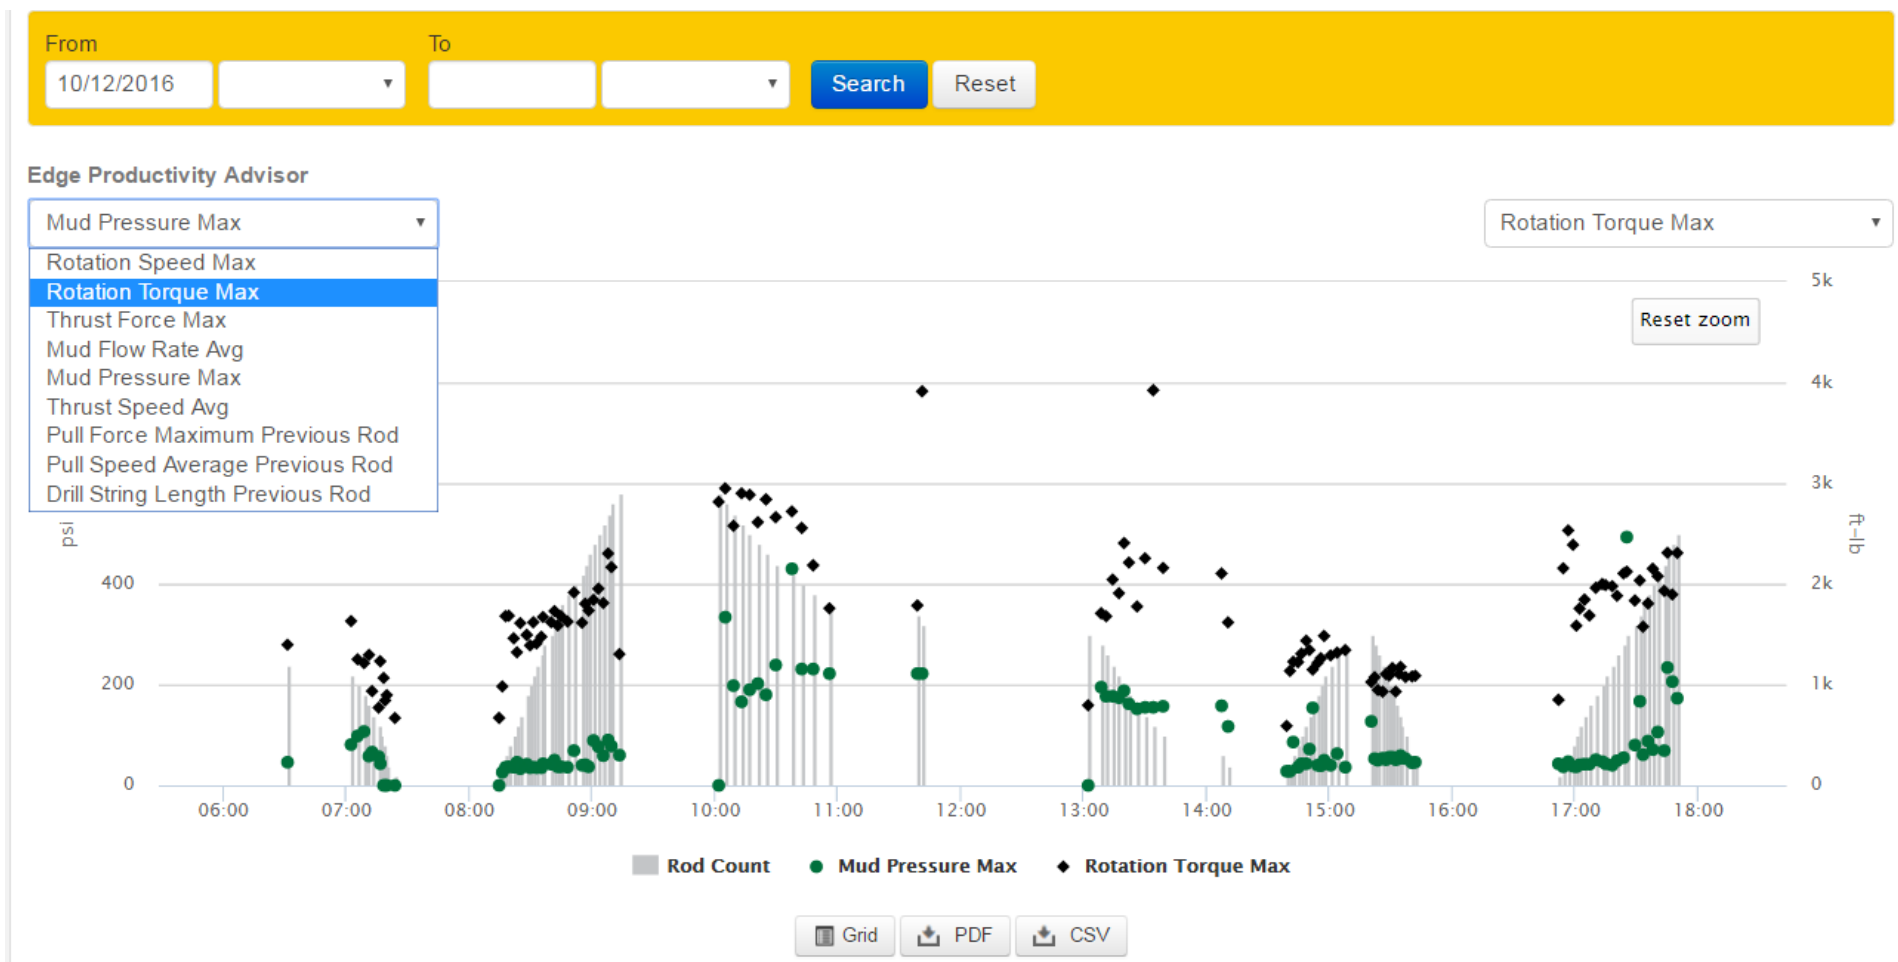 From To
10/12/2016
Search Reset
Edge Productivity Advisor
Mud Pressure Max
Rotation Torque Max
Rotation Speed Max
Rotation Torque Max
Thrust Force Max
Mud Flow Rate Avg
Mud Pressure Max
Thrust Speed Avg
Pull Force Maximum Previous Rod
Pull Speed Average Previous Rod
Drill String Length Previous Rod
Reset zoom
5k
4k
3k
psi
ft-lb
400 2k
200 1k
0 0
06:00 07:00 08:00 09:00 10:00 11:00 12:00 13:00 14:00 15:00 16:00 17:00 18:00
Rod Count Mud Pressure Max Rotation Torque Max
Grid PDF CSV